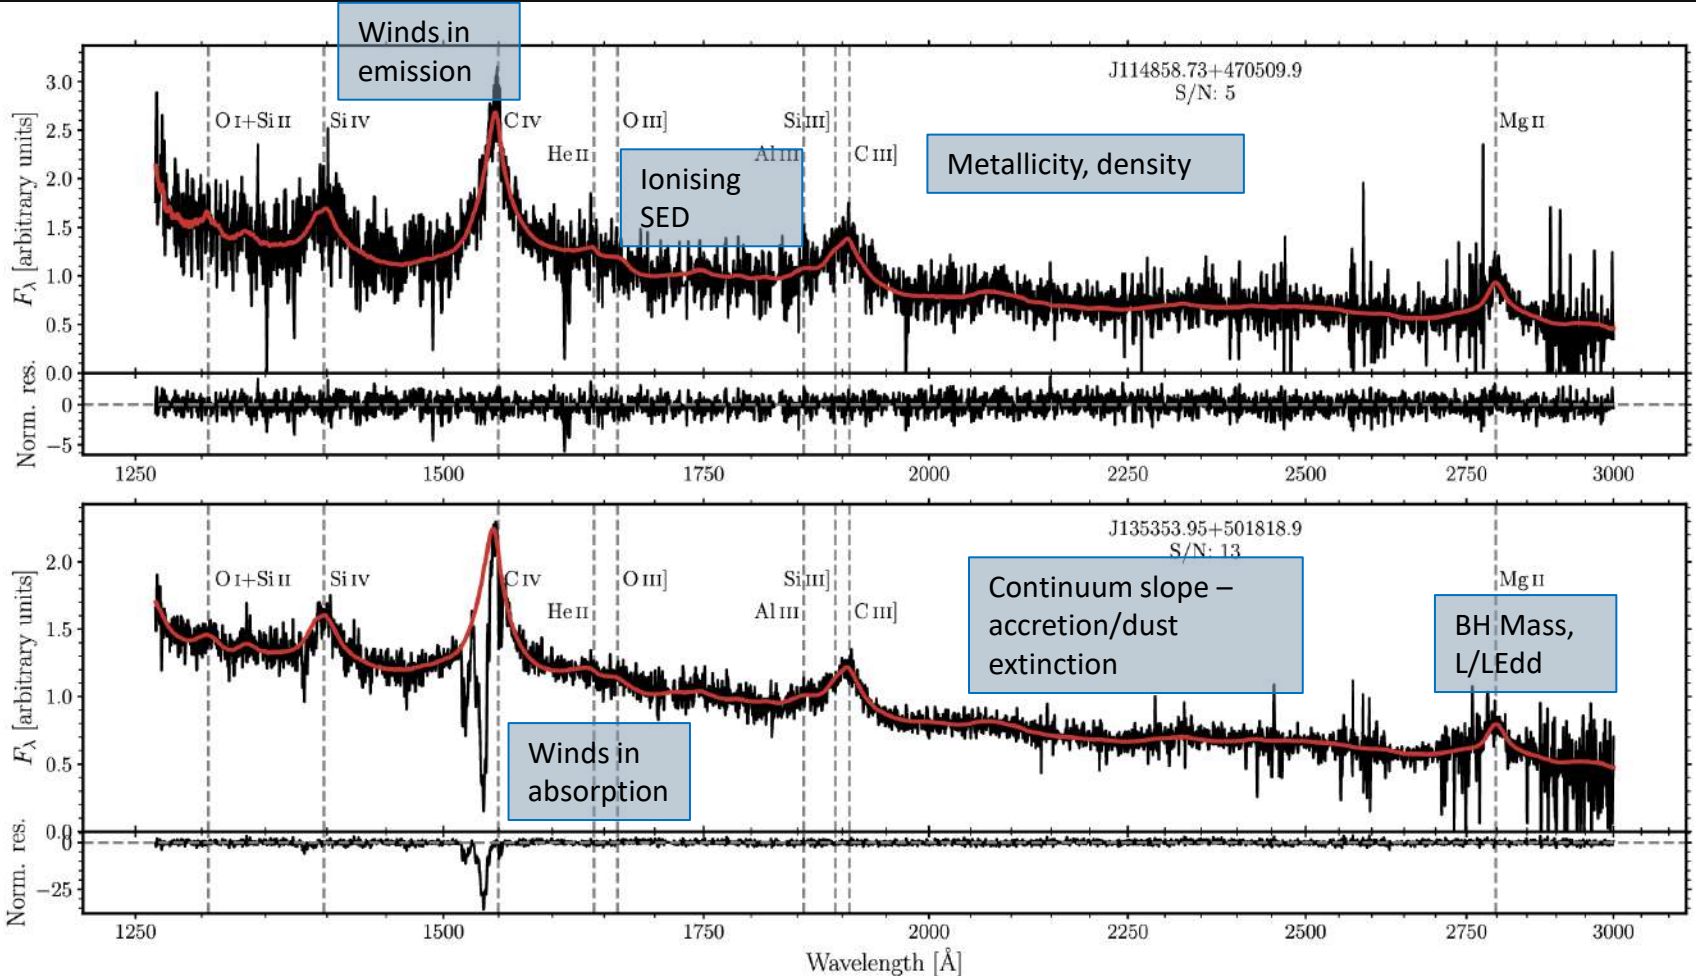 Winds in
emission
J114858.73+470509.9
S/N: 5
O I+Si II
Si IV
C IV
He II
O III]
Si III]
Al III
C III]
Mg II
Ionising
SED
Metallicity, density
Fλ [arbitrary units]
3.0
2.5
2.0
1.5
1.0
0.5
0.0
Norm. res.
0
−5
1250
1500
1750
2000
2250
2500
2750
3000
J135353.95+501818.9
S/N: 13
O I+Si II
Si IV
C IV
He II
O III]
Si III]
Al III
C III]
Mg II
Continuum slope –
accretion/dust
extinction
BH Mass,
L/LEdd
Winds in
absorption
Fλ [arbitrary units]
2.0
1.5
1.0
0.5
0.0
Norm. res.
0
−25
1250
1500
1750
2000
2250
2500
2750
3000
Wavelength [Å]